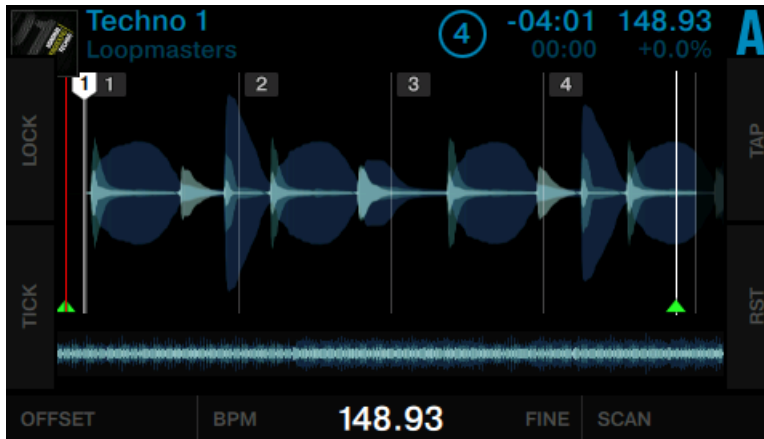 Techno 1
Loopmasters
4
-04:01 148.93
00:00 +0.0%
A
LOCK
TICK
1 1 2 3 4
TAP
RST
OFFSET BPM 148.93 FINE SCAN